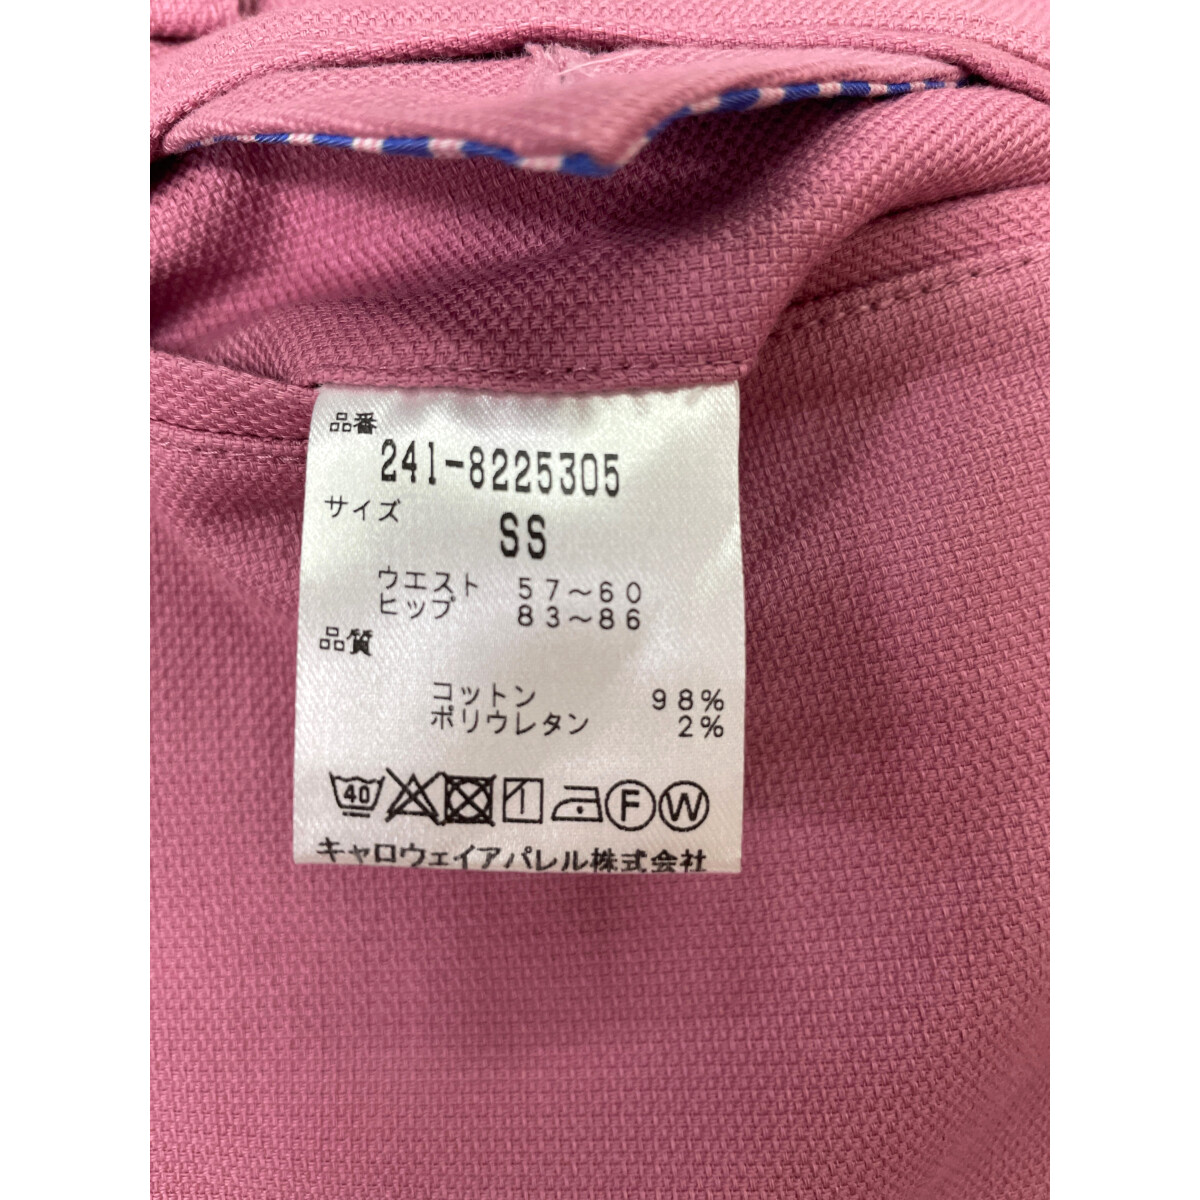 品番
241-8225305
サイズ
SS
ウエスト 57〜60
ヒップ 83〜86
品質
コットン 98%
ポリウレタン 2%
40 1 F W
キャロウェイアパレル株式会社